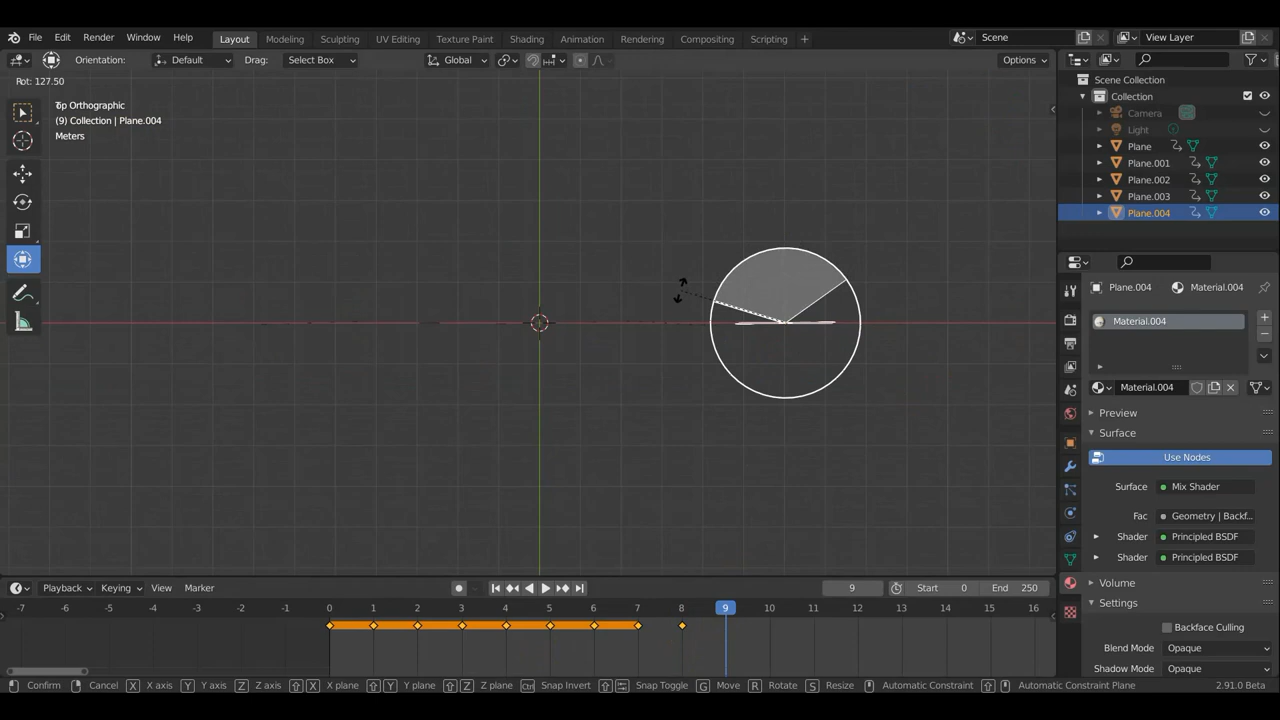 File Edit Render Window Help Layout Modeling Sculpting UV Editing Texture Paint Shading Animation Rendering Compositing Scripting + Scene View Layer
Orientation: Default Drag: Select Box Global Options
Rot: 127.50
Top Orthographic
(9) Collection | Plane.004
Meters
Scene Collection
Collection
Camera
Light
Plane
Plane.001
Plane.002
Plane.003
Plane.004
Plane.004 Material.004
Material.004
Material.004
Preview
Surface
Use Nodes
Surface Mix Shader
Fac Geometry | Backf...
Shader Principled BSDF
Shader Principled BSDF
Volume
Settings
Backface Culling
Blend Mode Opaque
Shadow Mode Opaque
Playback Keying View Marker 9 Start 0 End 250
-7 -6 -5 -4 -3 -2 -1 0 1 2 3 4 5 6 7 8 9 10 11 12 13 14 15 16
Confirm Cancel X X axis Y Y axis Z Z axis X X plane Y Y plane Z Z plane Ctrl Snap Invert Snap Toggle G Move R Rotate S Resize Automatic Constraint Automatic Constraint Plane 2.91.0 Beta